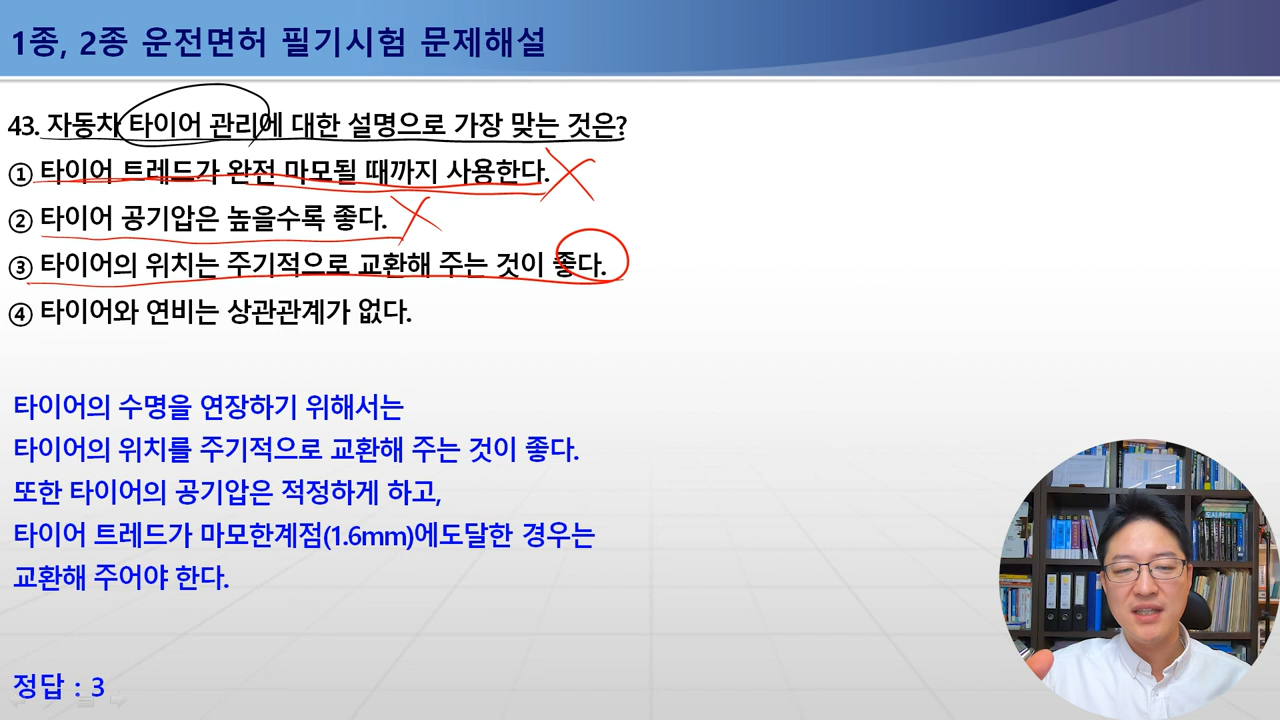 1종, 2종 운전면허 필기시험 문제해설
43. 자동차 타이어 관리에 대한 설명으로 가장 맞는 것은?
① 타이어 트레드가 완전 마모될 때까지 사용한다.
② 타이어 공기압은 높을수록 좋다.
③ 타이어의 위치는 주기적으로 교환해 주는 것이 좋다.
④ 타이어와 연비는 상관관계가 없다.
타이어의 수명을 연장하기 위해서는
타이어의 위치를 주기적으로 교환해 주는 것이 좋다.
또한 타이어의 공기압은 적정하게 하고,
타이어 트레드가 마모한계점(1.6mm)에도달한 경우는
교환해 주어야 한다.
정답 : 3